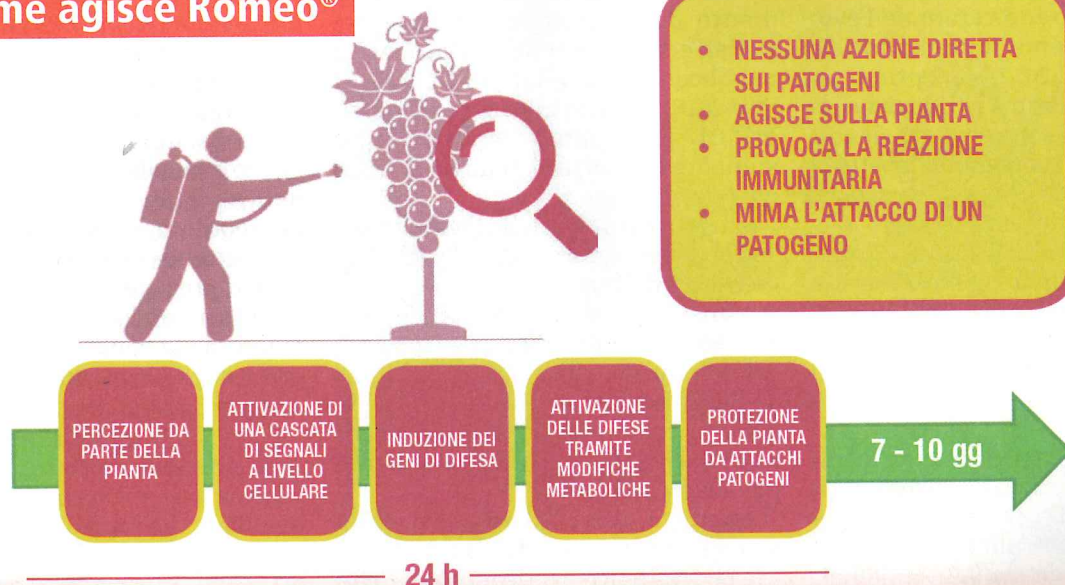 me agisce Romeo®
• NESSUNA AZIONE DIRETTA
SUI PATOGENI
• AGISCE SULLA PIANTA
• PROVOCA LA REAZIONE
IMMUNITARIA
• MIMA L'ATTACCO DI UN
PATOGENO
PERCEZIONE DA
PARTE DELLA
PIANTA
ATTIVAZIONE DI
UNA CASCATA
DI SEGNALI
A LIVELLO
CELLULARE
INDUZIONE DEI
GENI DI DIFESA
ATTIVAZIONE
DELLE DIFESE
TRAMITE
MODIFICHE
METABOLICHE
PROTEZIONE
DELLA PIANTA
DA ATTACCHI
PATOGENI
7 - 10 gg
24 h